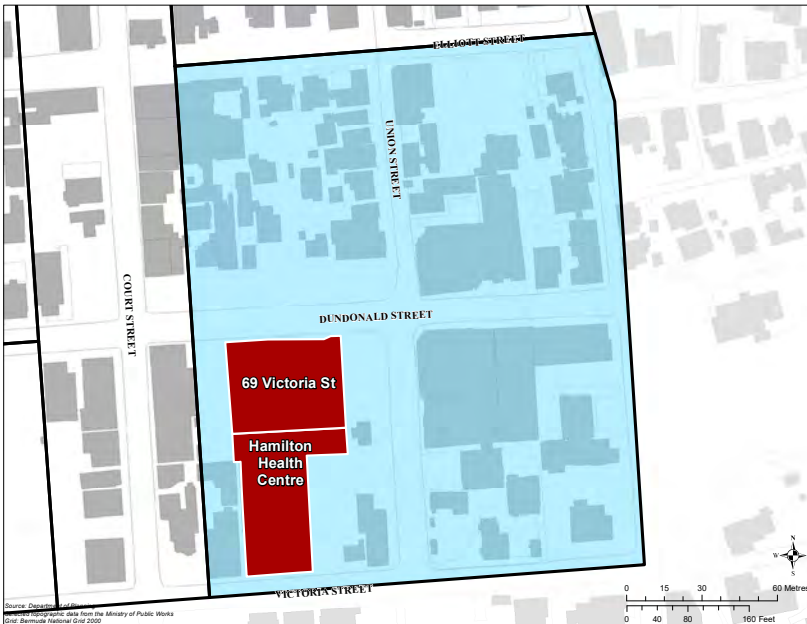 ELLIOTT STREET
UNION STREET
COURT STREET
DUNDONALD STREET
69 Victoria St
Hamilton
Health
Centre
VICTORIA STREET
N
W
S
0 15 30 60 Metres
0 40 80 160 Feet
Source: Department of Planning
Selected topographic data from the Ministry of Public Works
Grid: Bermuda National Grid 2000